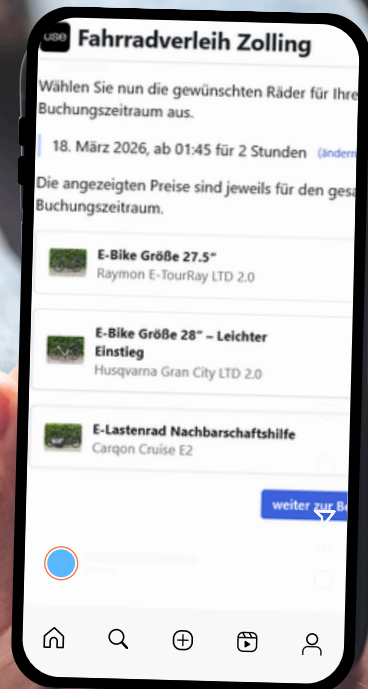 use Fahrradverleih Zolling
Wählen Sie nun die gewünschten Räder für Ihre
Buchungszeitraum aus.
18. März 2026, ab 01:45 für 2 Stunden (ändern
Die angezeigten Preise sind jeweils für den gesa
Buchungszeitraum.
E-Bike Größe 27.5"
Raymon E-TourRay LTD 2.0
E-Bike Größe 28" – Leichter
Einstieg
Husqvarna Gran City LTD 2.0
E-Lastenrad Nachbarschaftshilfe
Carqon Cruise E2
weiter zur Be